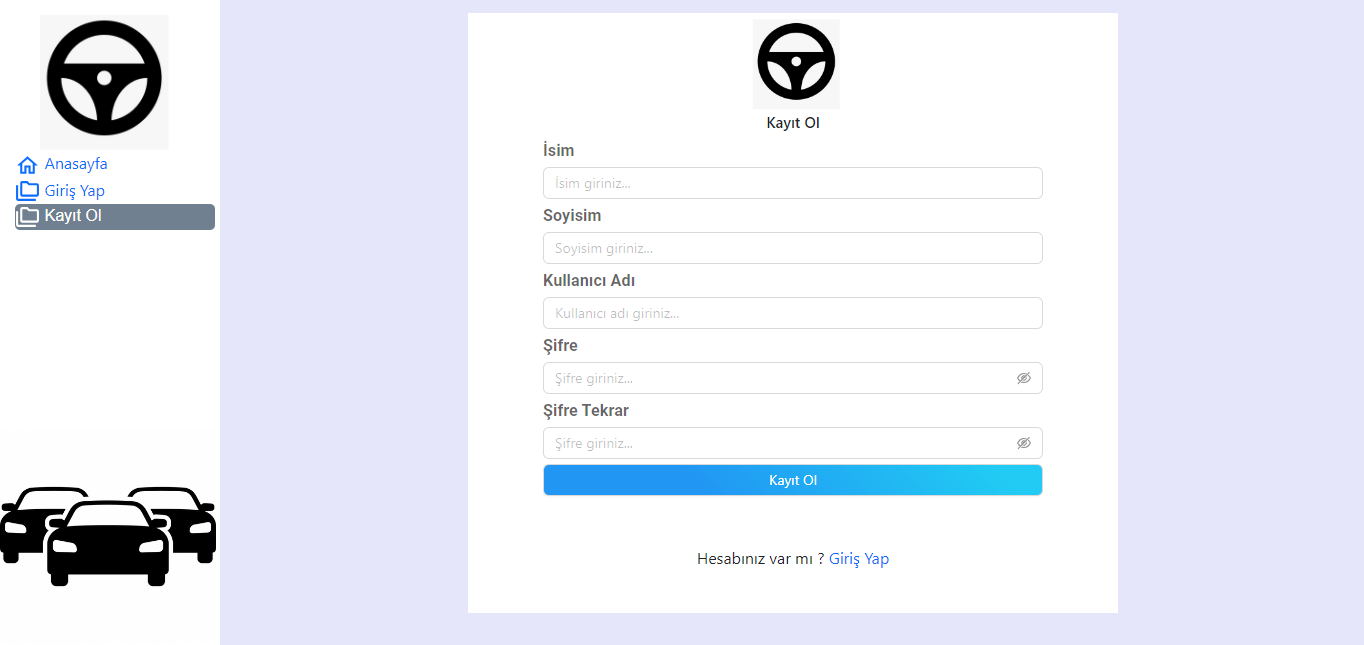 Anasayfa
Giriş Yap
Kayıt Ol
Kayıt Ol
İsim
İsim giriniz...
Soyisim
Soyisim giriniz...
Kullanıcı Adı
Kullanıcı adı giriniz...
Şifre
Şifre giriniz...
Şifre Tekrar
Şifre giriniz...
Kayıt Ol
Hesabınız var mı ? Giriş Yap